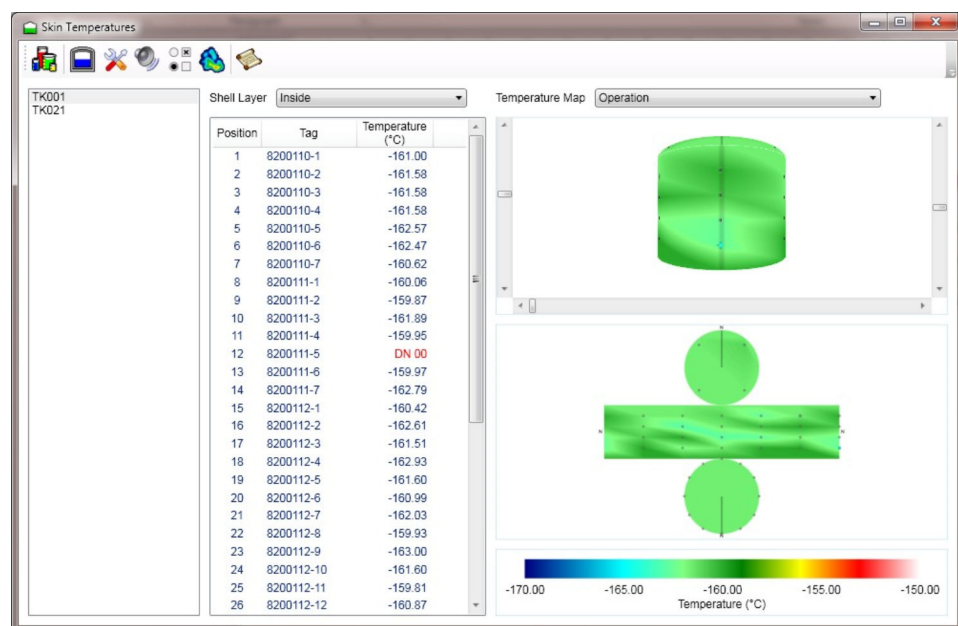 Skin Temperatures
TK001
TK021
Shell Layer Inside
Temperature Map Operation
Position Tag Temperature (°C)
1 8200110-1 -161.00
2 8200110-2 -161.58
3 8200110-3 -161.58
4 8200110-4 -161.58
5 8200110-5 -162.57
6 8200110-6 -162.47
7 8200110-7 -160.62
8 8200111-1 -160.06
9 8200111-2 -159.87
10 8200111-3 -161.89
11 8200111-4 -159.95
12 8200111-5 DN 00
13 8200111-6 -159.97
14 8200111-7 -162.79
15 8200112-1 -160.42
16 8200112-2 -162.61
17 8200112-3 -161.51
18 8200112-4 -162.93
19 8200112-5 -161.60
20 8200112-6 -160.99
21 8200112-7 -162.03
22 8200112-8 -159.93
23 8200112-9 -163.00
24 8200112-10 -161.60
25 8200112-11 -159.81
26 8200112-12 -160.87
N
N N
-170.00 -165.00 -160.00 -155.00 -150.00
Temperature (°C)